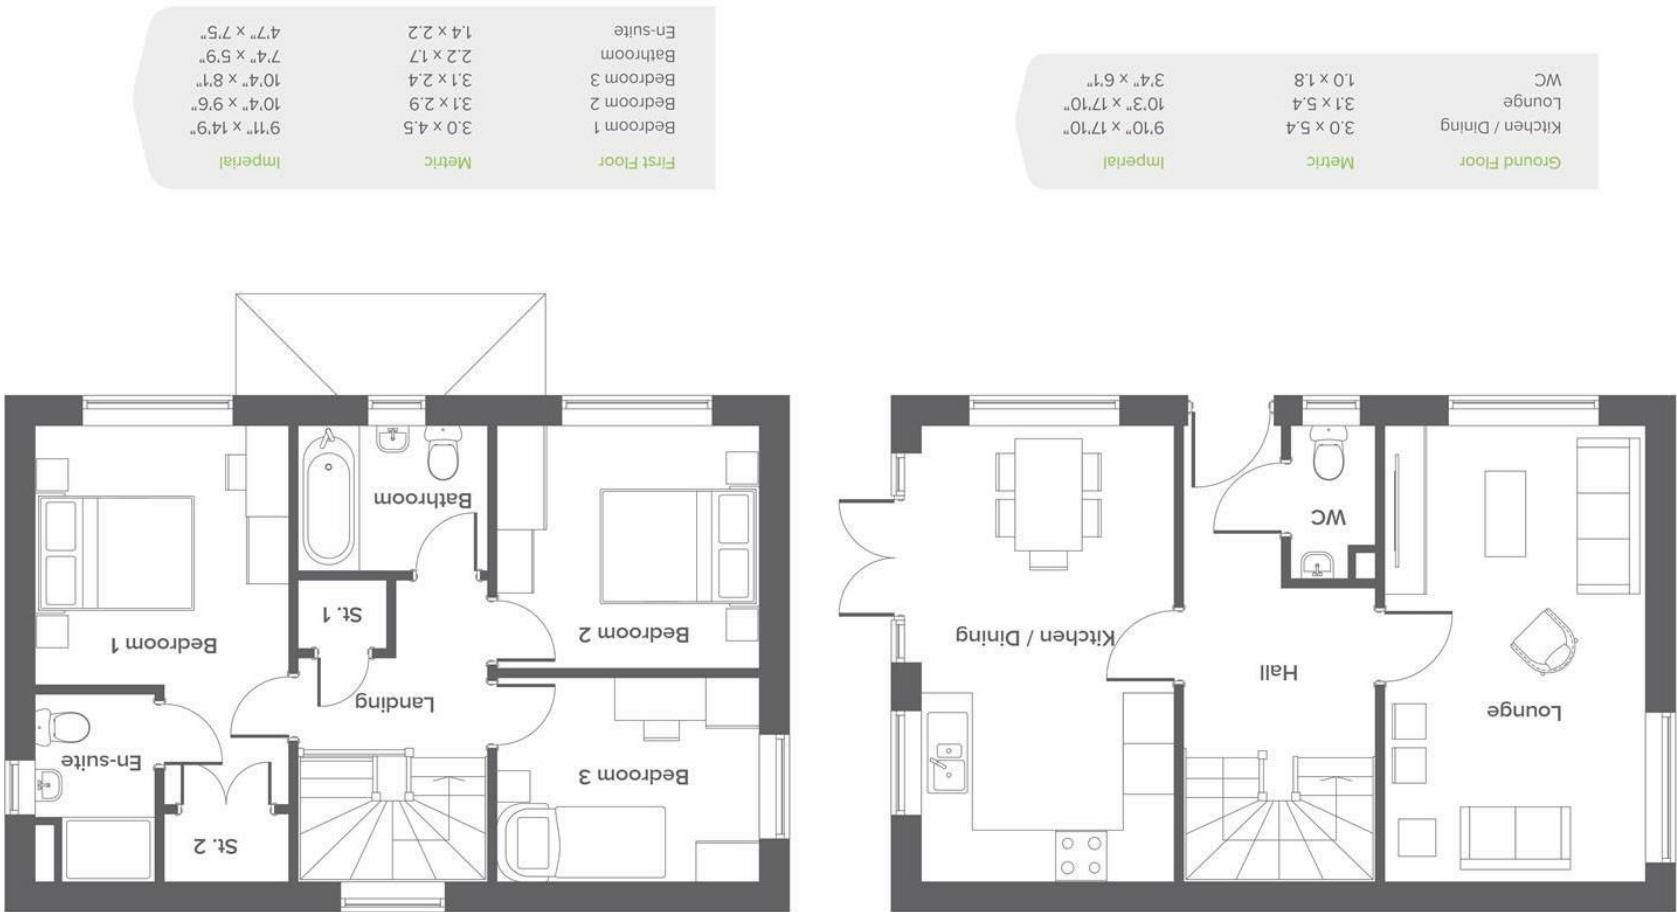 Lounge
Hall
Kitchen / Dining
WC
St. 2
Bedroom 3
En-suite
Landing
Bedroom 2
Bedroom 1
St. 1
Bathroom
Ground Floor Metric Imperial
Kitchen / Dining 3.0 x 5.4 9'10" x 17'10"
Lounge 3.1 x 5.4 10'3" x 17'10"
WC 1.0 x 1.8 3'4" x 6'1"
First Floor Metric Imperial
Bedroom 1 3.0 x 4.5 9'11" x 14'9"
Bedroom 2 3.1 x 2.9 10'4" x 9'6"
Bedroom 3 3.1 x 2.4 10'4" x 8'1"
Bathroom 2.2 x 1.7 7'4" x 5'9"
En-suite 1.4 x 2.2 4'7" x 7'5"